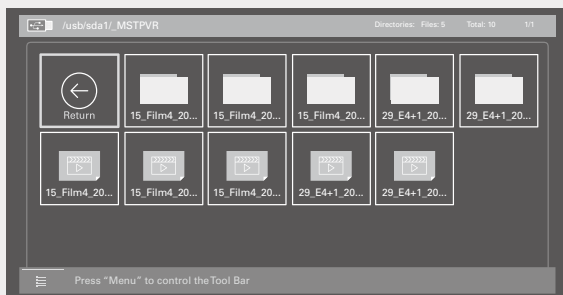 /usb/sda1/_MSTPVR Directories: Files: 5 Total: 10 1/1
Return 15_Film4_20... 15_Film4_20... 15_Film4_20... 29_E4+1_20... 29_E4+1_20...
15_Film4_20... 15_Film4_20... 15_Film4_20... 29_E4+1_20... 29_E4+1_20...
Press “Menu” to control the Tool Bar